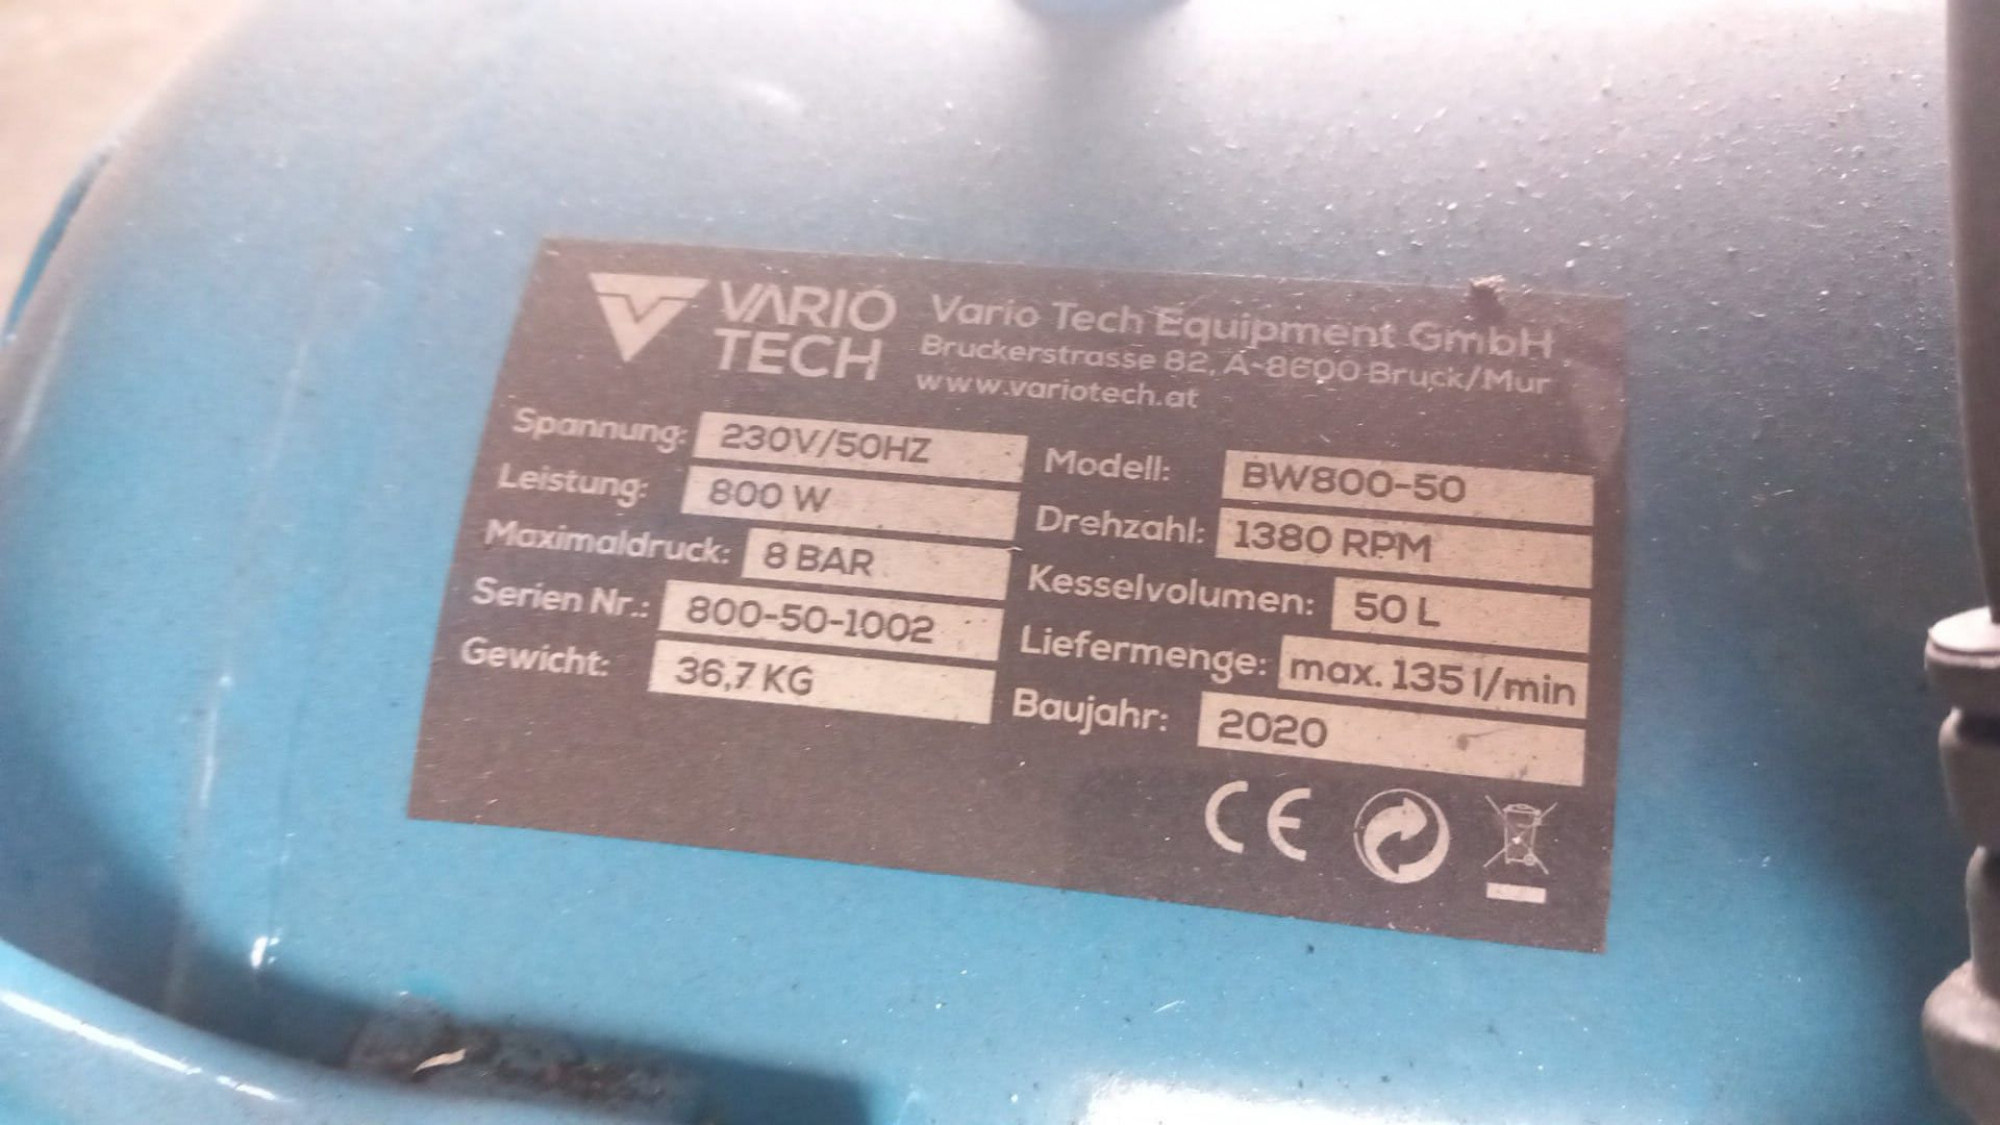 VARIO
TECH
Vario Tech Equipment GmbH
Bruckerstrasse 82, A-8600 Bruck/Mur
www.variotech.at
Spannung: 230V/50HZ
Leistung: 800 W
Maximaldruck: 8 BAR
Serien Nr.: 800-50-1002
Gewicht: 36,7 KG
Modell: BW800-50
Drehzahl: 1380 RPM
Kesselvolumen: 50 L
Liefermenge: max. 135 l/min
Baujahr: 2020
CE